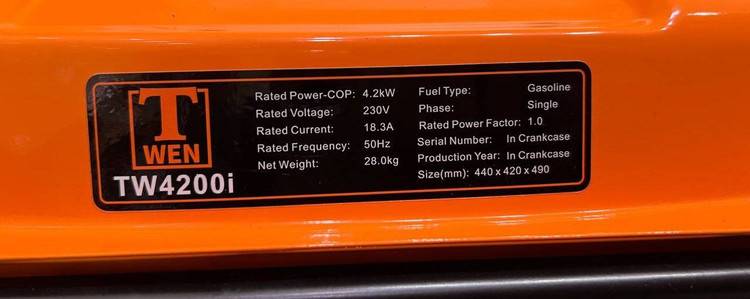 T
WEN
TW4200i
Rated Power-COP: 4.2kW
Rated Voltage: 230V
Rated Current: 18.3A
Rated Frequency: 50Hz
Net Weight: 28.0kg
Fuel Type: Gasoline
Phase: Single
Rated Power Factor: 1.0
Serial Number: In Crankcase
Production Year: In Crankcase
Size(mm): 440 x 420 x 490